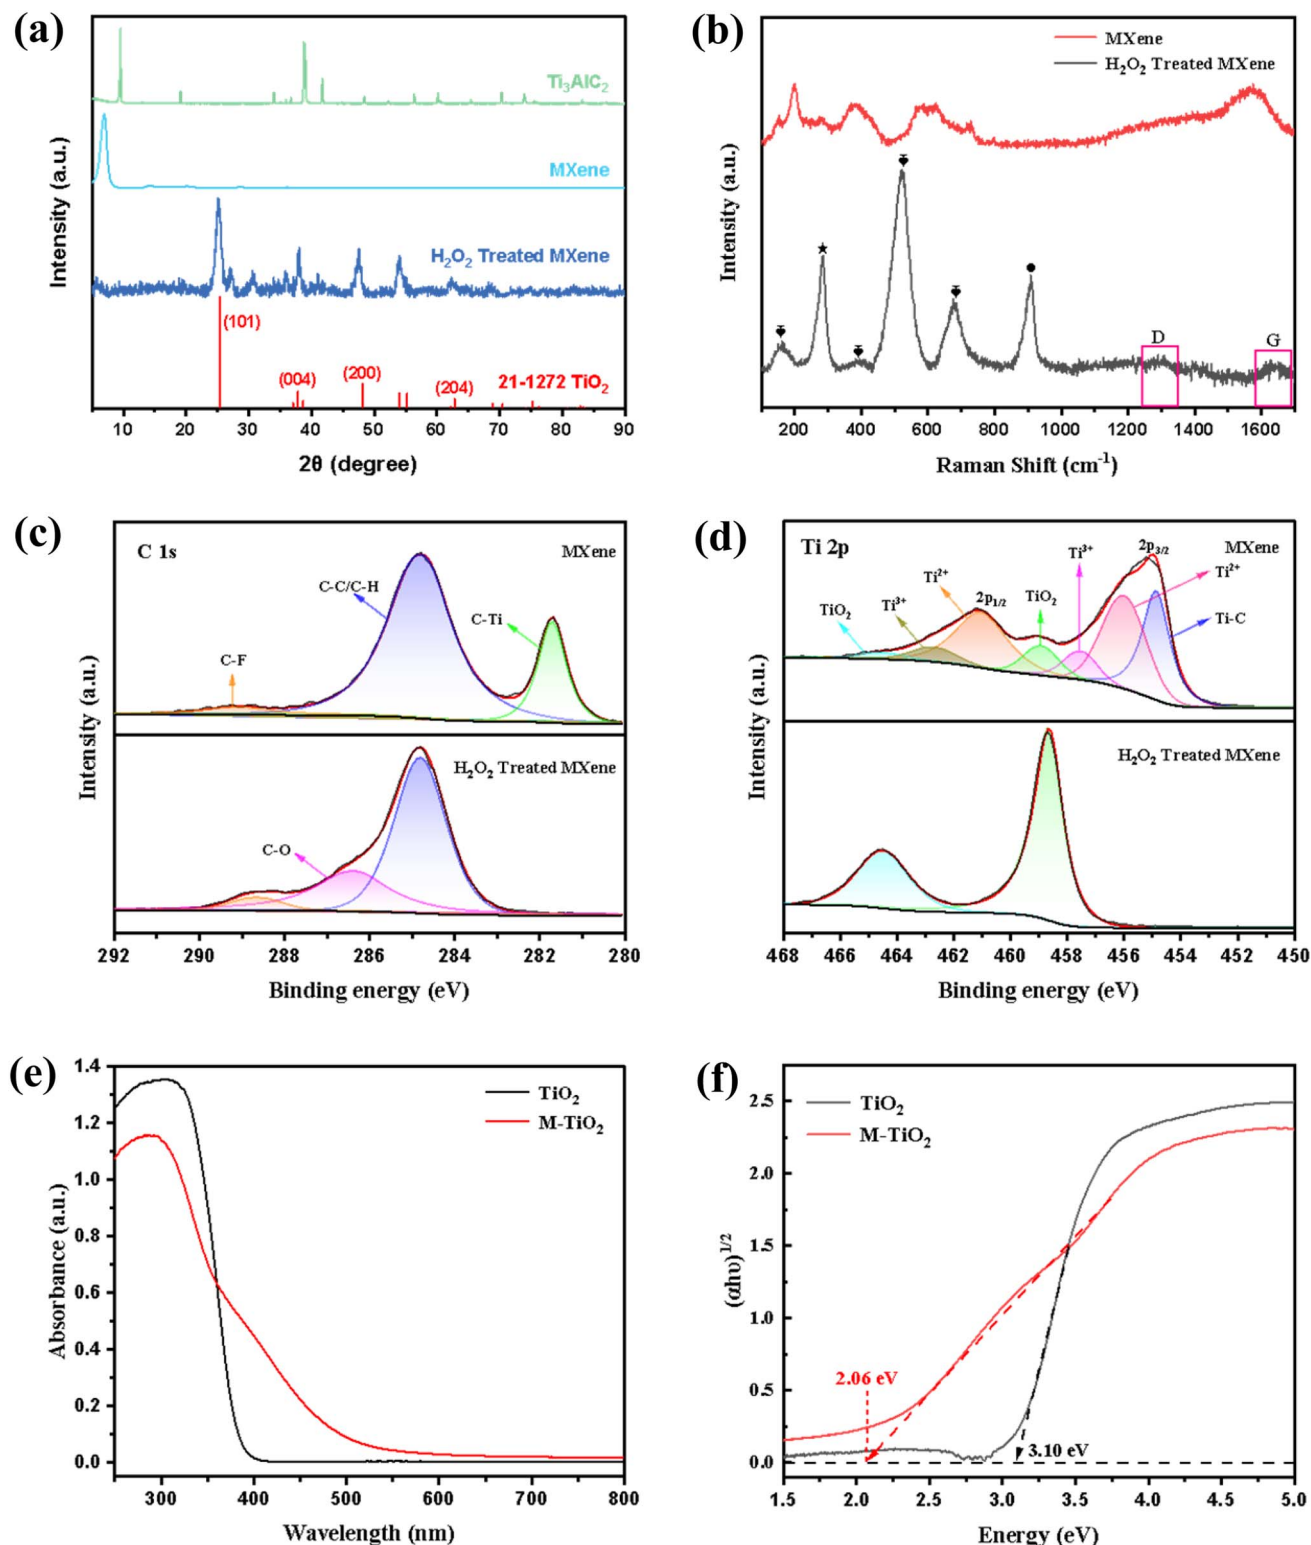 (a)
Ti₃AlC₂
MXene
H₂O₂ Treated MXene
(101)
(004)
(200)
(204)
21-1272 TiO₂
Intensity (a.u.)
10 20 30 40 50 60 70 80 90
2θ (degree)
(b)
MXene
H₂O₂ Treated MXene
D
G
Intensity (a.u.)
200 400 600 800 1000 1200 1400 1600
Raman Shift (cm⁻¹)
(c)
C 1s
MXene
C-C/C-H
C-Ti
C-F
H₂O₂ Treated MXene
C-O
Intensity (a.u.)
292 290 288 286 284 282 280
Binding energy (eV)
(d)
Ti 2p
2p₃/₂
MXene
Ti³⁺
Ti²⁺
Ti²⁺
2p₁/₂
TiO₂
TiO₂
Ti³⁺
Ti-C
H₂O₂ Treated MXene
Intensity (a.u.)
468 466 464 462 460 458 456 454 452 450
Binding energy (eV)
(e)
TiO₂
M-TiO₂
1.4
1.2
1.0
0.8
0.6
0.4
0.2
0.0
Absorbance (a.u.)
300 400 500 600 700 800
Wavelength (nm)
(f)
TiO₂
M-TiO₂
2.5
2.0
1.5
1.0
0.5
0.0
(αhυ)¹/²
2.06 eV
3.10 eV
1.5 2.0 2.5 3.0 3.5 4.0 4.5 5.0
Energy (eV)